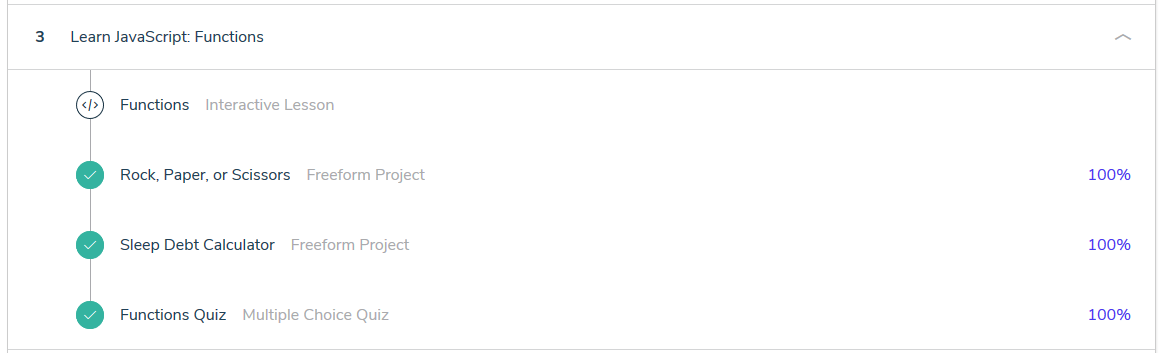 3 Learn JavaScript: Functions
</> Functions Interactive Lesson
Rock, Paper, or Scissors Freeform Project 100%
Sleep Debt Calculator Freeform Project 100%
Functions Quiz Multiple Choice Quiz 100%